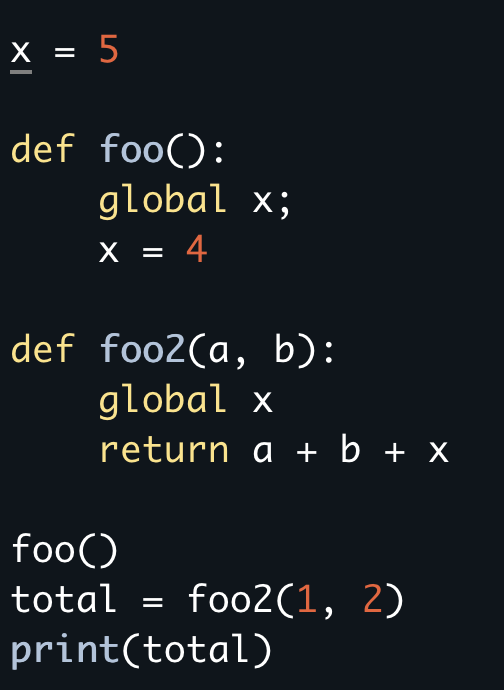 x = 5
def foo():
    global x;
    x = 4
def foo2(a, b):
    global x
    return a + b + x
foo()
total = foo2(1, 2)
print(total)